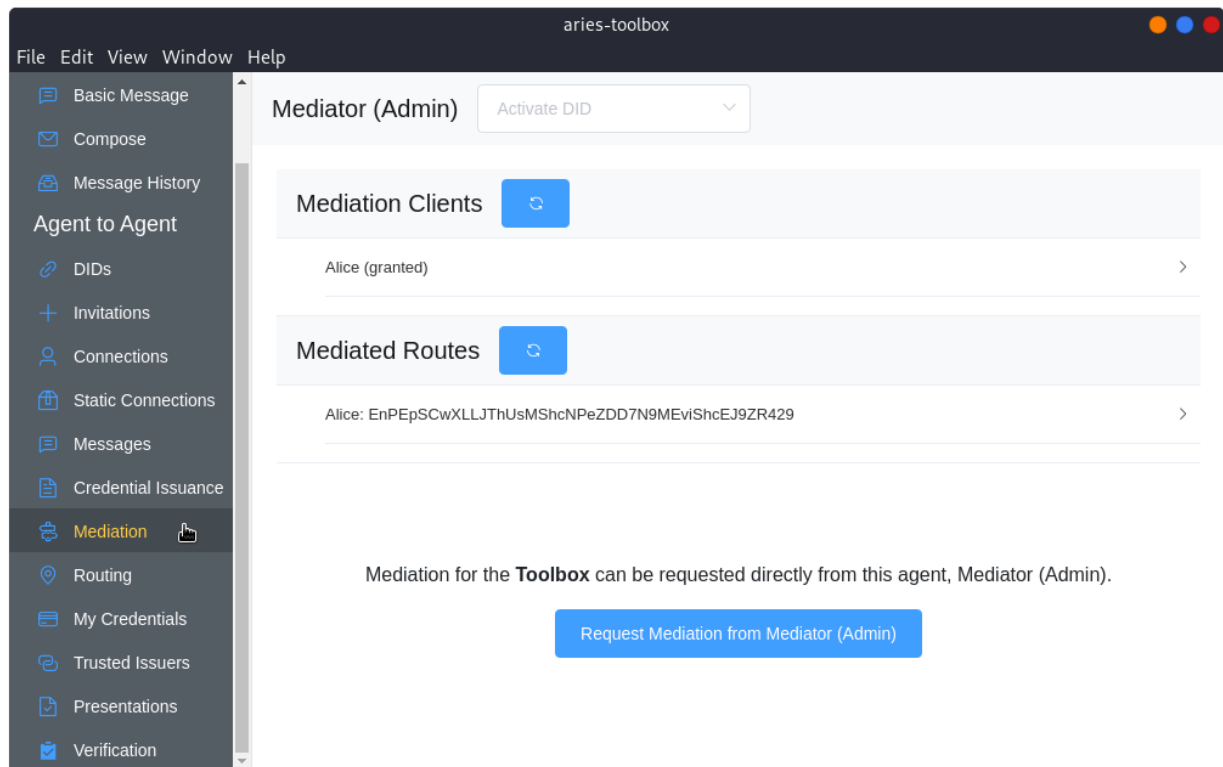 aries-toolbox
File Edit View Window Help
Basic Message
Compose
Message History
Agent to Agent
DIDs
Invitations
Connections
Static Connections
Messages
Credential Issuance
Mediation
Routing
My Credentials
Trusted Issuers
Presentations
Verification
Mediator (Admin)
Activate DID
Mediation Clients
Alice (granted)
Mediated Routes
Alice: EnPEpSCwXLLJThUsMShcNPeZDD7N9MEviShcEJ9ZR429
Mediation for the Toolbox can be requested directly from this agent, Mediator (Admin).
Request Mediation from Mediator (Admin)